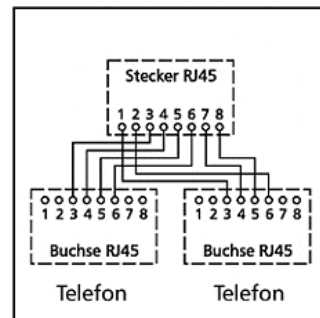 Stecker RJ45
1 2 3 4 5 6 7 8
1 2 3 4 5 6 7 8 1 2 3 4 5 6 7 8
Buchse RJ45 Buchse RJ45
Telefon Telefon